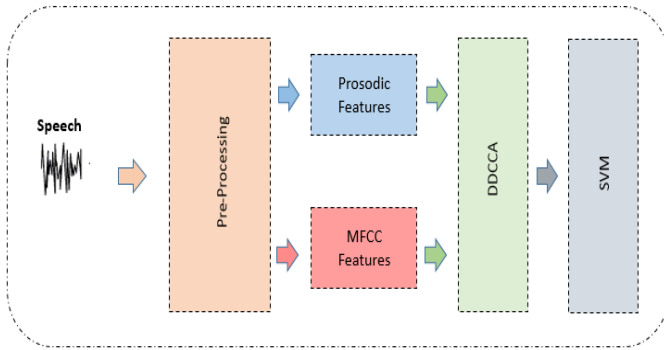 Speech
Pre-Processing
Prosodic
Features
MFCC
Features
DDCCA
SVM